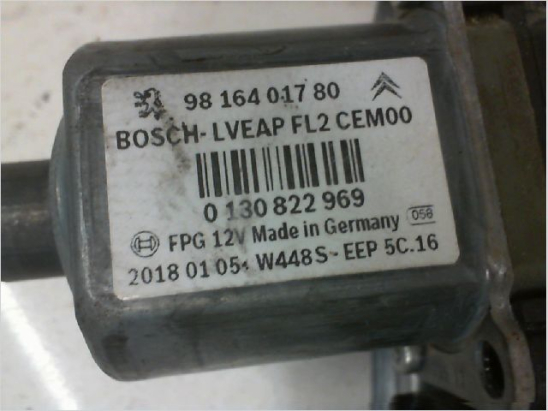 98 164 017 80
BOSCH- LVEAP FL2 CEM00
0 130 822 969
058
FPG 12V Made in Germany
2018 01 05 W448S- EEP 5C.16